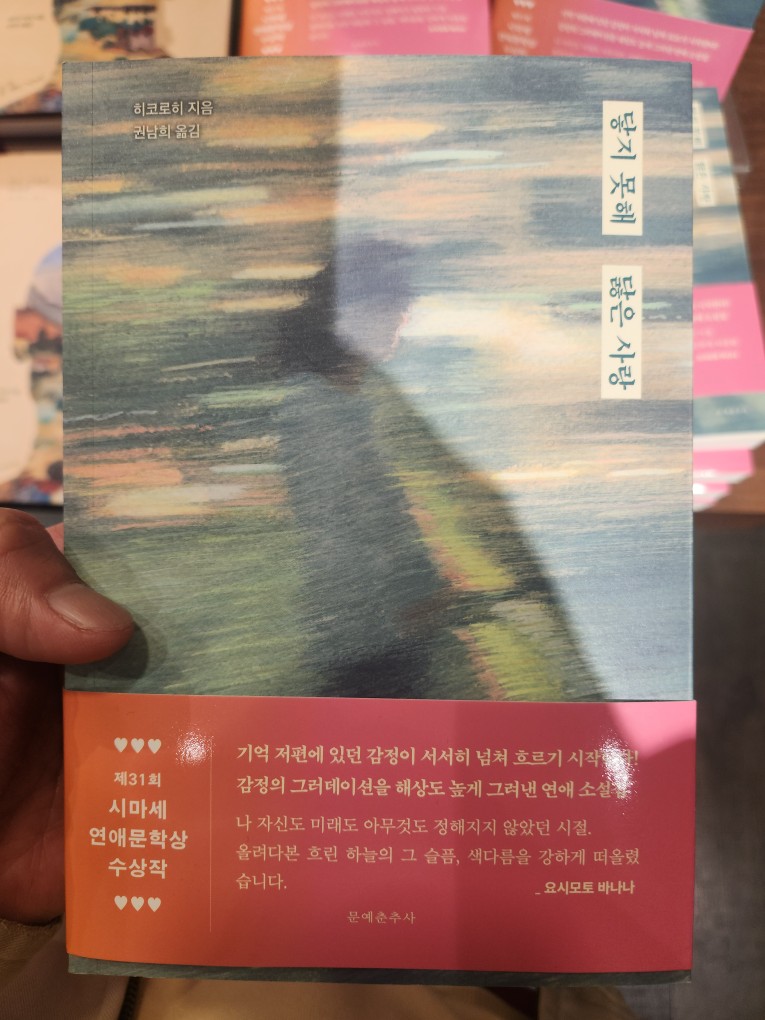 히코로히 지음
권남희 옮김
닿지 못해
닳은 사랑
제31회
시마세
연애문학상
수상작
기억 저편에 있던 감정이 서서히 넘쳐 흐르기
감정의 그러데이션을 해상도 높게 그려낸 연애
나 자신도 미래도 아무것도 정해지지 않았던 시절.
올려다본 흐린 하늘의 그 슬픔, 색다름을 강하게 떠올렸
습니다.
_ 요시모토 바나나
문예춘추사